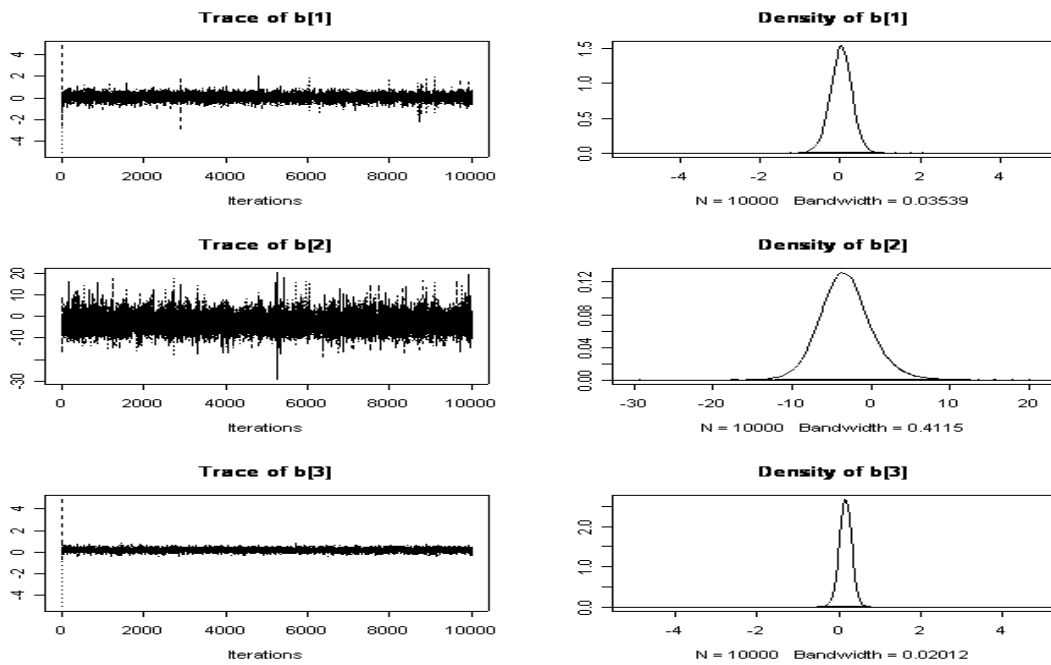 Trace of b[1]
4
2
0
-2
-4
0 2000 4000 6000 8000 10000
Iterations
Density of b[1]
1.5
1.0
0.5
0.0
-4 -2 0 2 4
N = 10000 Bandwidth = 0.03539
Trace of b[2]
20
10
0
-10
-30
0 2000 4000 6000 8000 10000
Iterations
Density of b[2]
0.12
0.08
0.04
0.00
-30 -20 -10 0 10 20
N = 10000 Bandwidth = 0.4115
Trace of b[3]
4
2
0
-2
-4
0 2000 4000 6000 8000 10000
Iterations
Density of b[3]
2.0
1.0
0.0
-4 -2 0 2 4
N = 10000 Bandwidth = 0.02012